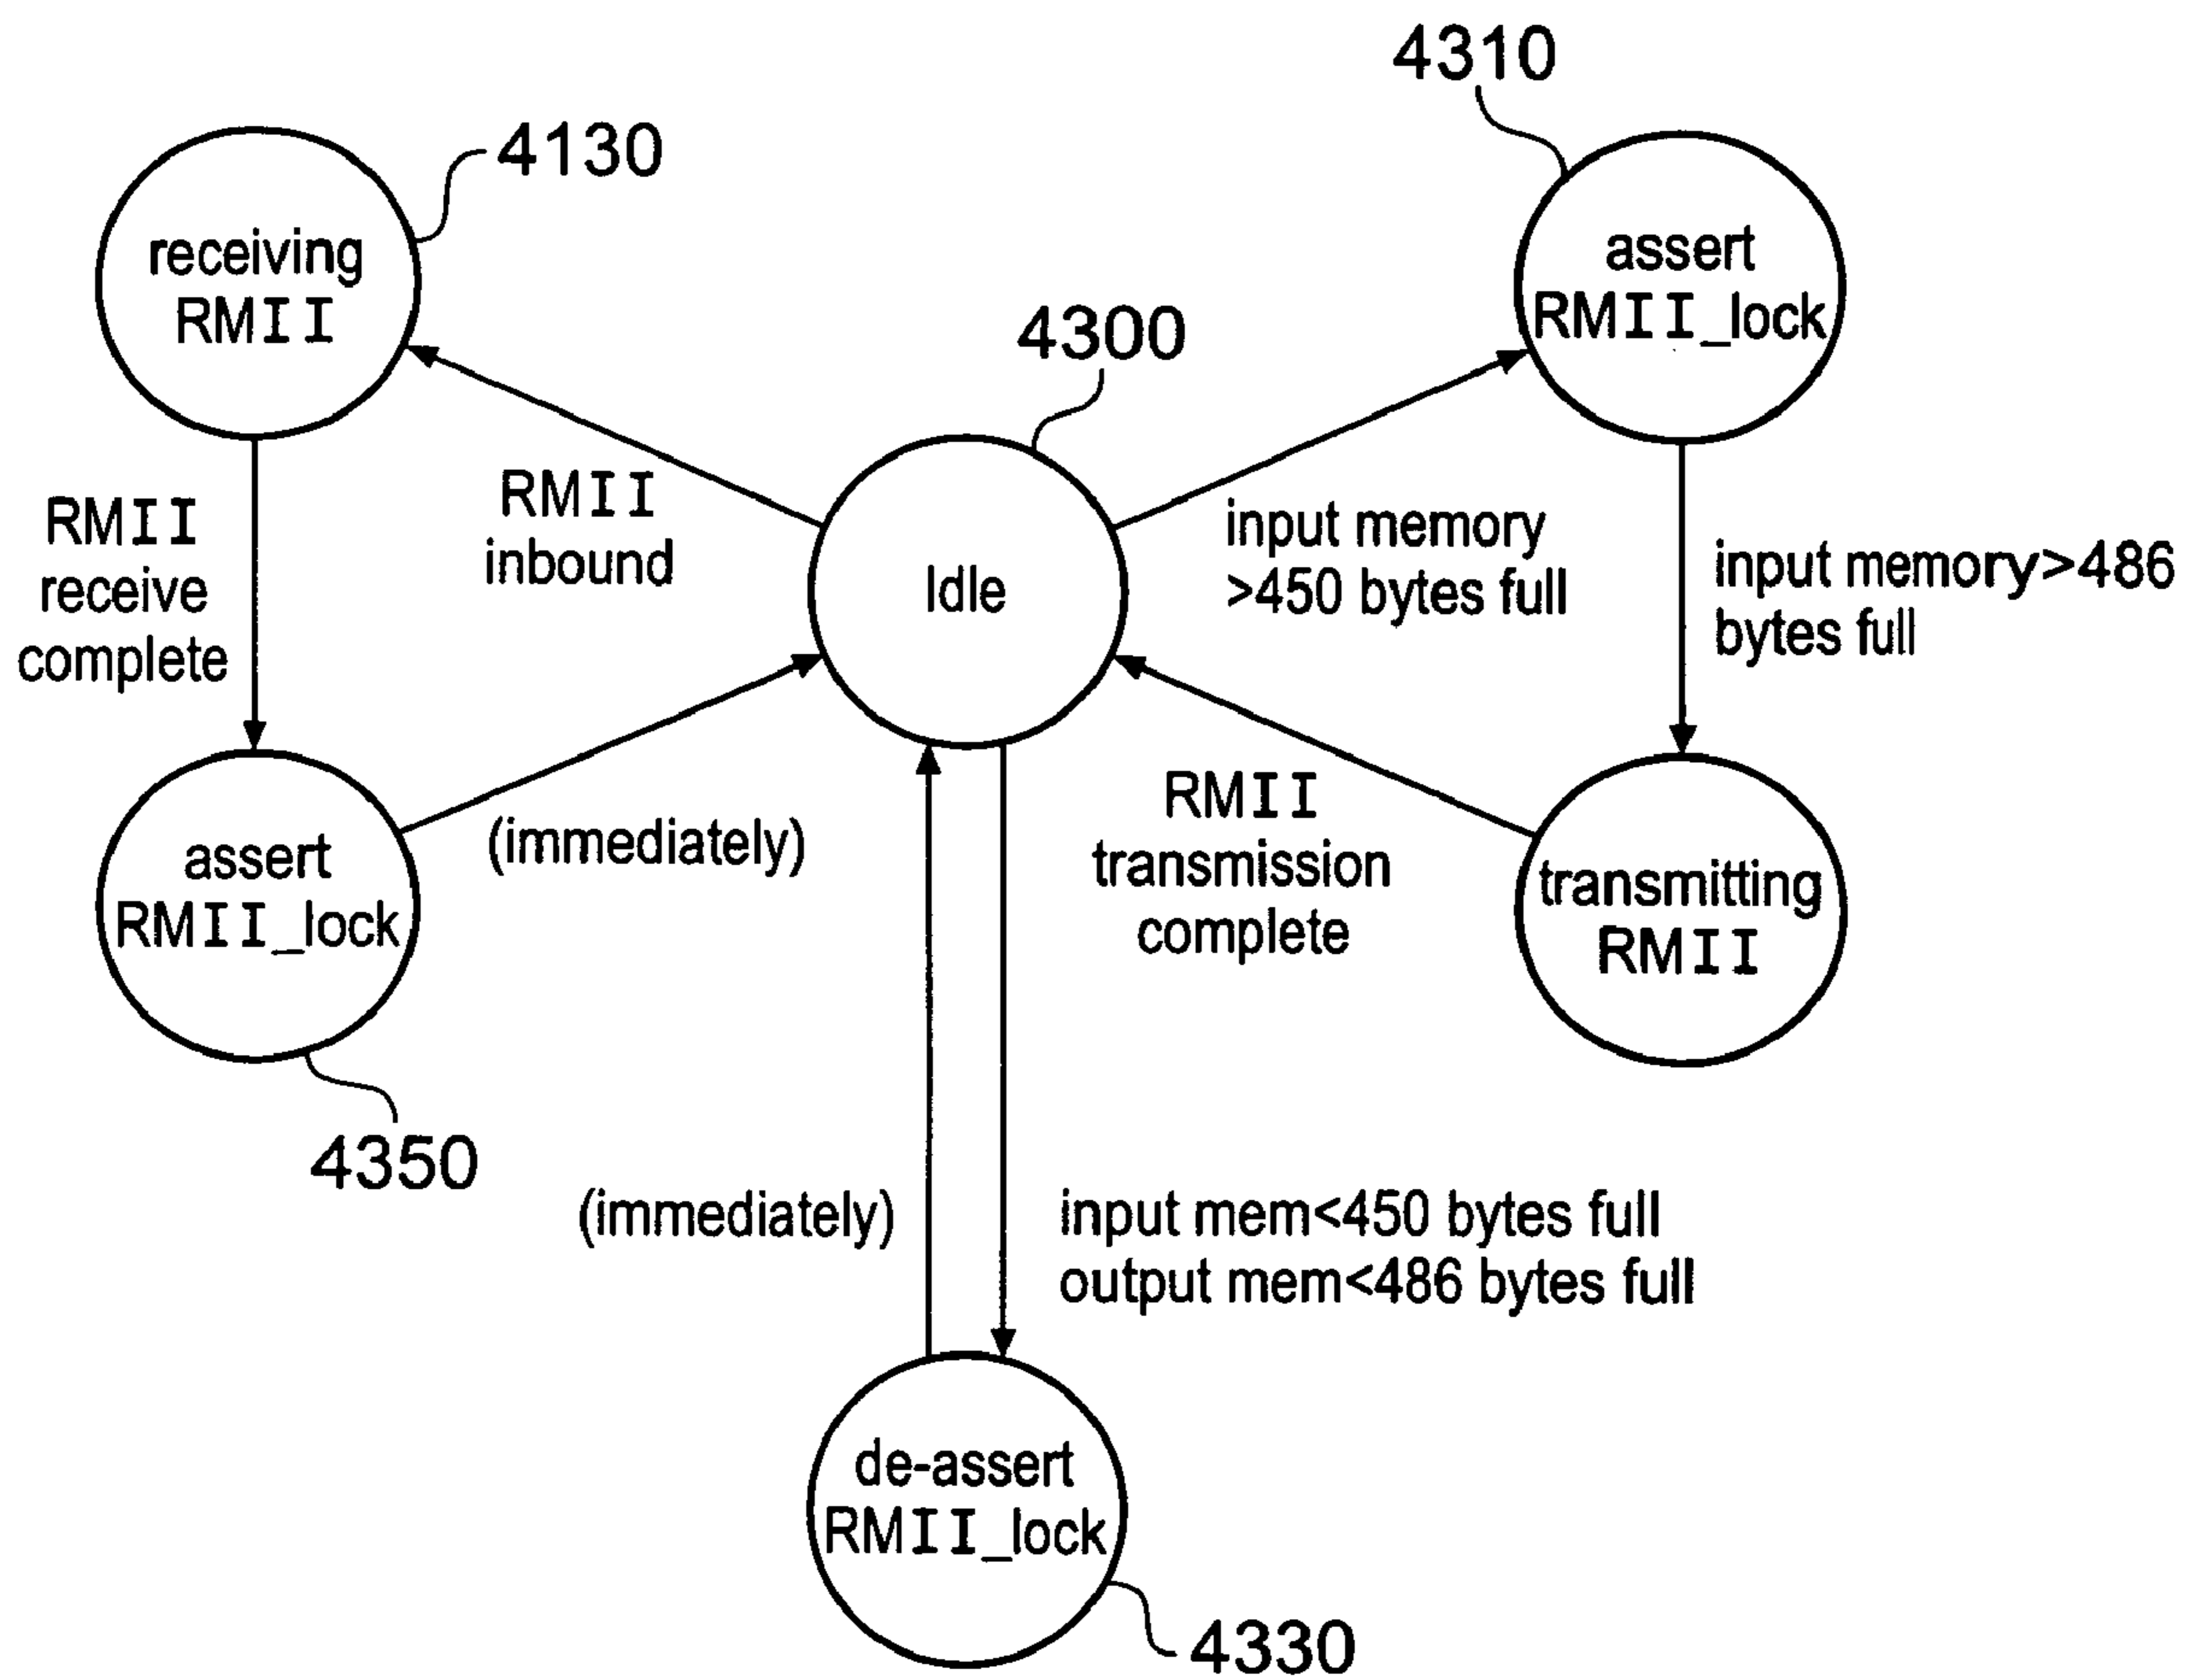 4310
4130
receiving
RMII
assert
RMII_lock
4300
RMII
inbound
input memory
>450 bytes full
RMII
receive
complete
Idle
input memory>486
bytes full
(immediately)
RMII
transmission
complete
assert
RMII_lock
transmitting
RMII
4350
(immediately)
input mem<450 bytes full
output mem<486 bytes full
de-assert
RMII_lock
4330